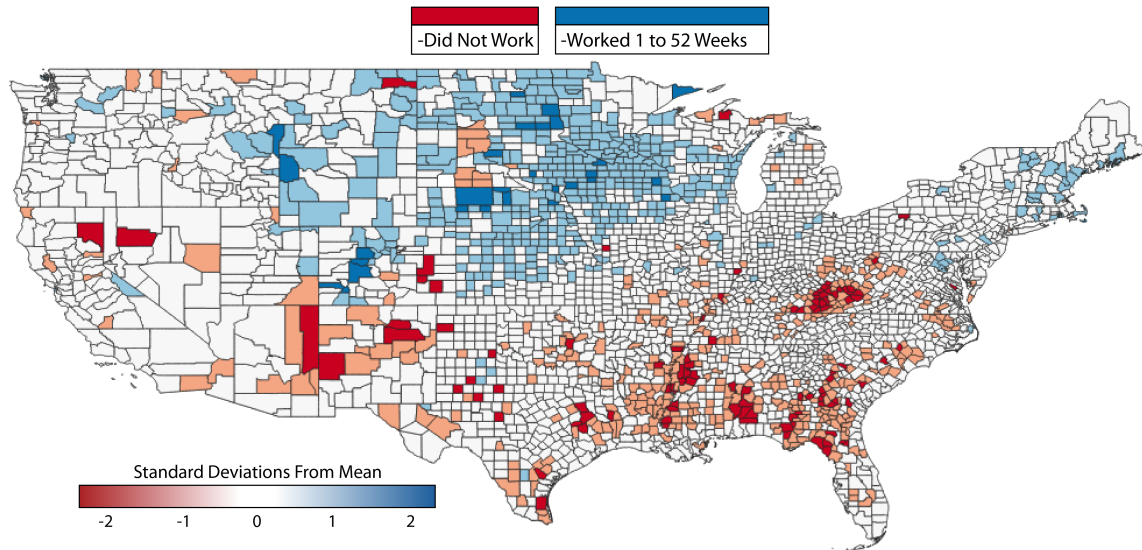 -Did Not Work
-Worked 1 to 52 Weeks
Standard Deviations From Mean
-2 -1 0 1 2